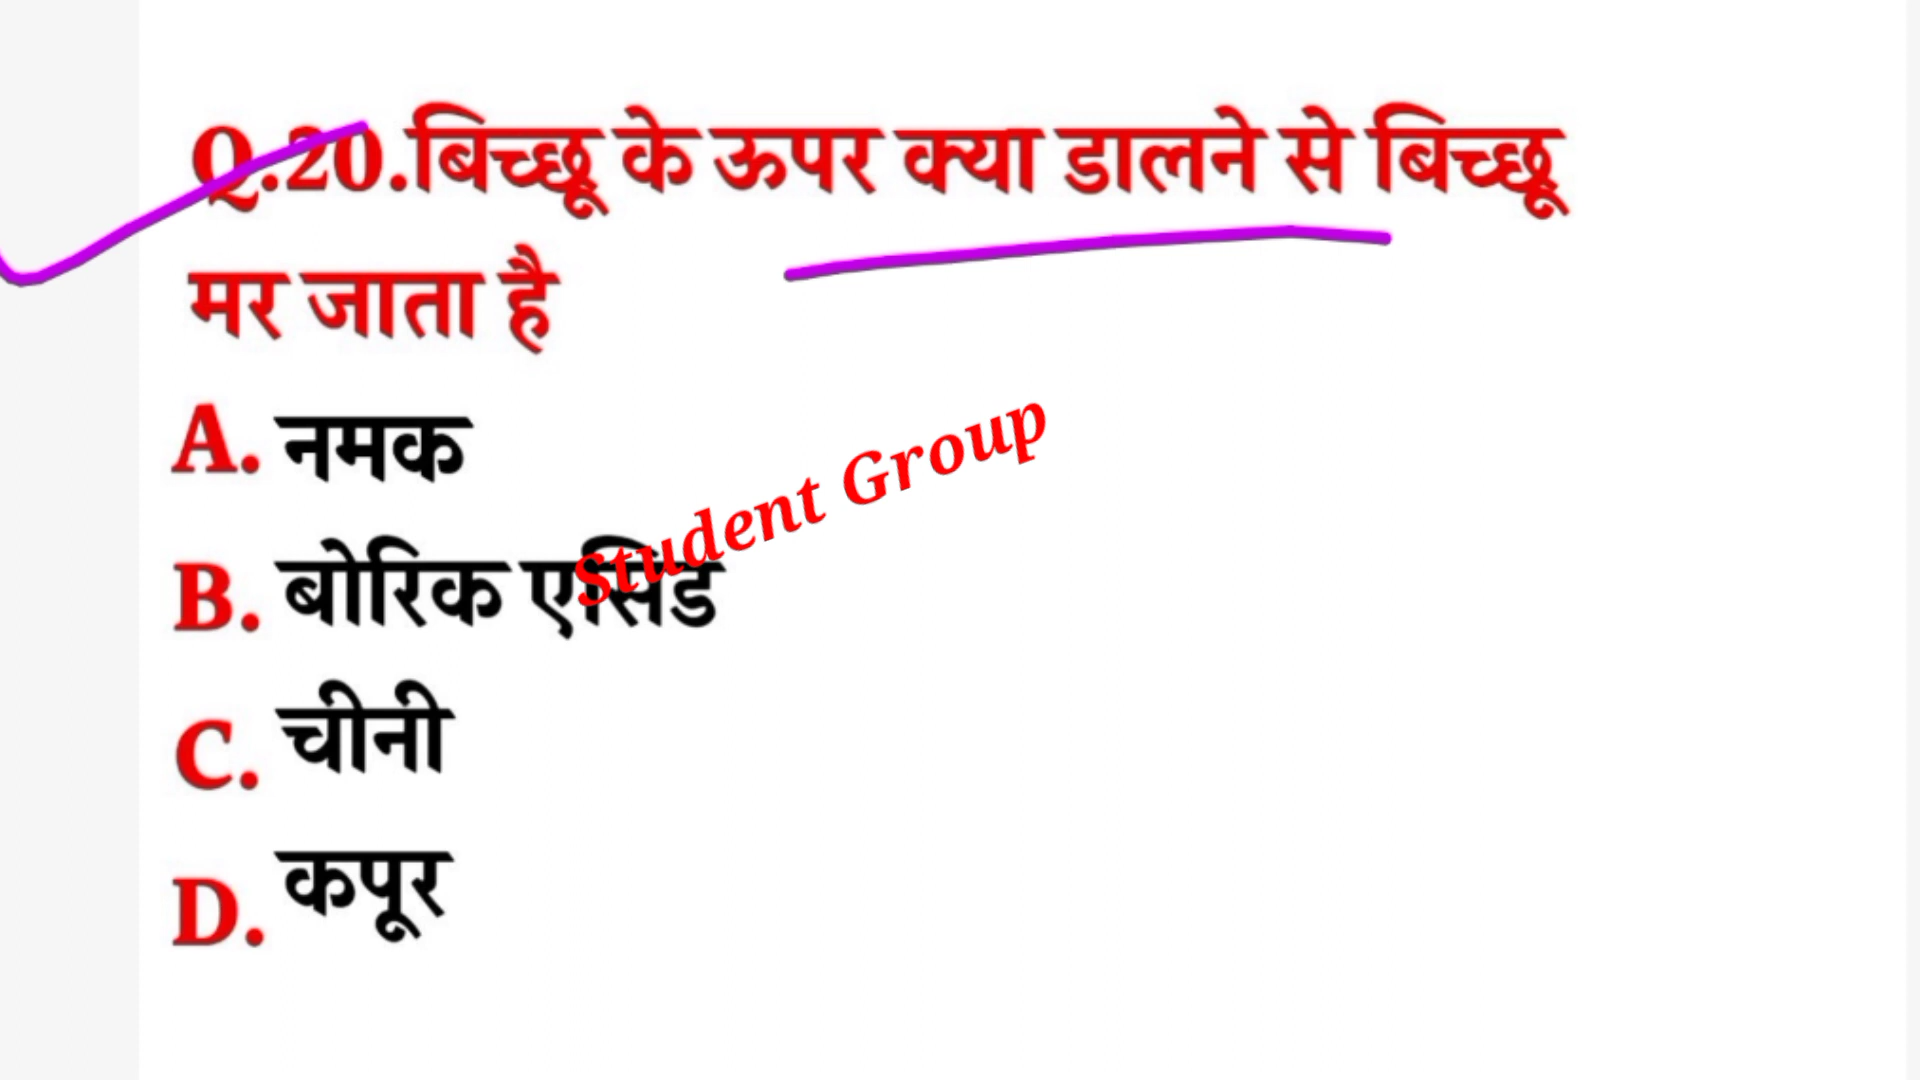 Q.20.बिच्छू के ऊपर क्या डालने से बिच्छू
मर जाता है
A. नमक
Student Group
B. बोरिक एसिड
C. चीनी
D. कपूर